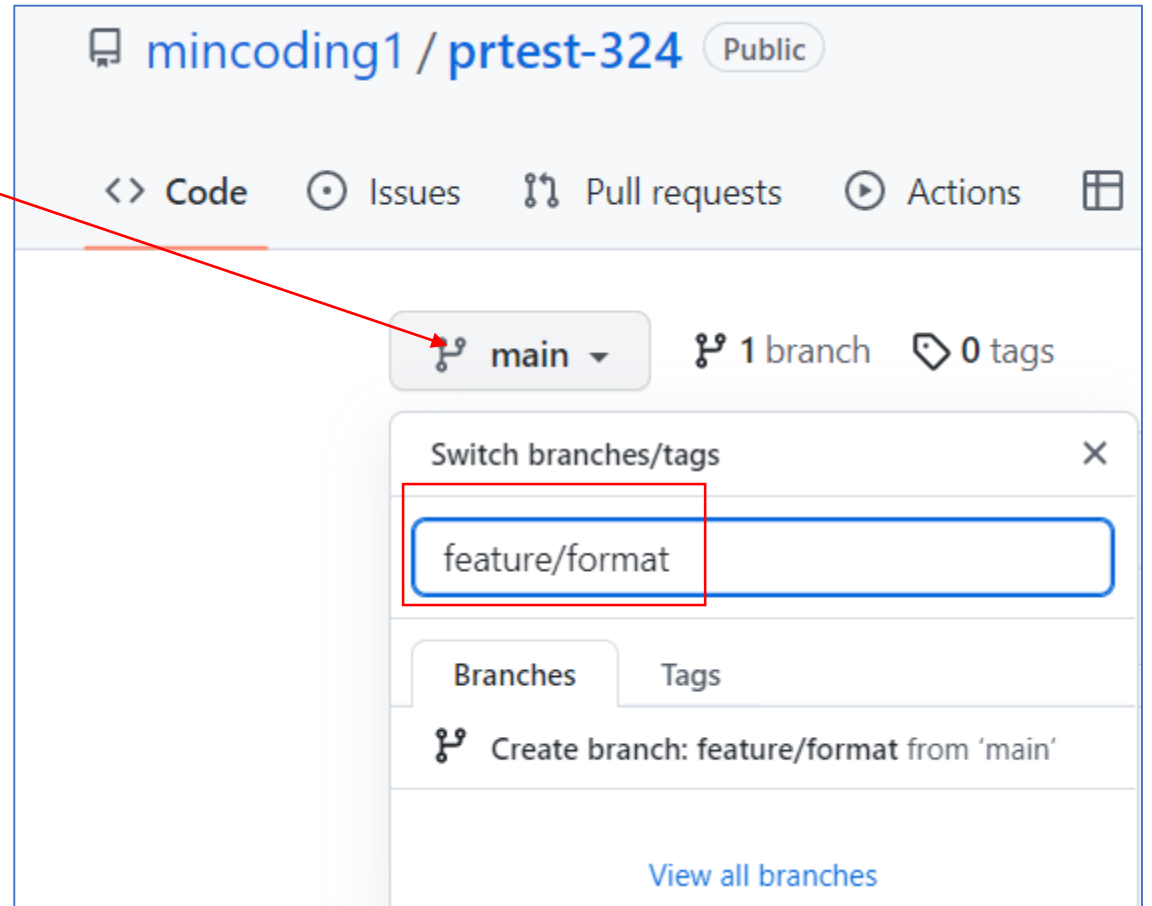 mincoding1 / prtest-324 Public
<> Code Issues Pull requests Actions
main 1 branch 0 tags
Switch branches/tags
feature/format
Branches Tags
Create branch: feature/format from 'main'
View all branches